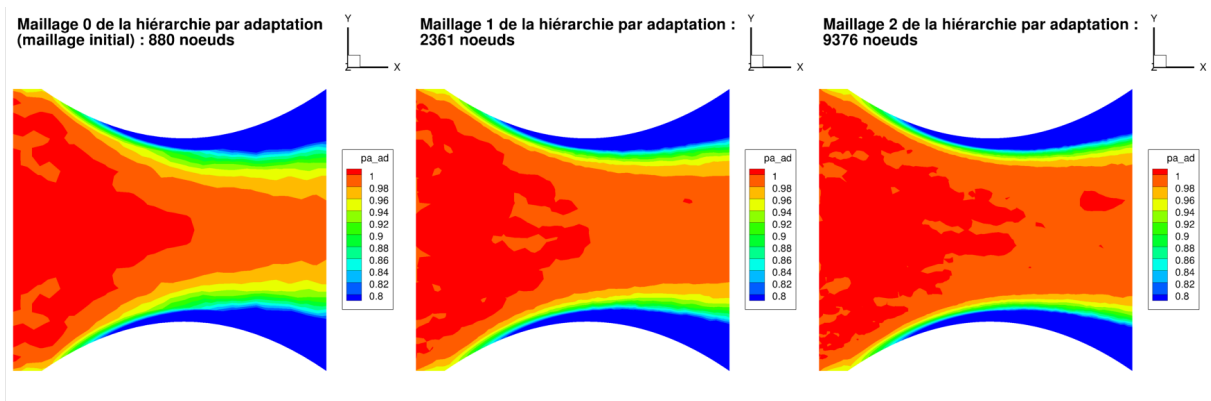 Maillage 0 de la hiérarchie par adaptation
(maillage initial) : 880 noeuds
Y
Z
X
pa_ad
1
0.98
0.96
0.94
0.92
0.9
0.88
0.86
0.84
0.82
0.8
Maillage 1 de la hiérarchie par adaptation :
2361 noeuds
Y
Z
X
pa_ad
1
0.98
0.96
0.94
0.92
0.9
0.88
0.86
0.84
0.82
0.8
Maillage 2 de la hiérarchie par adaptation :
9376 noeuds
Y
Z
X
pa_ad
1
0.98
0.96
0.94
0.92
0.9
0.88
0.86
0.84
0.82
0.8